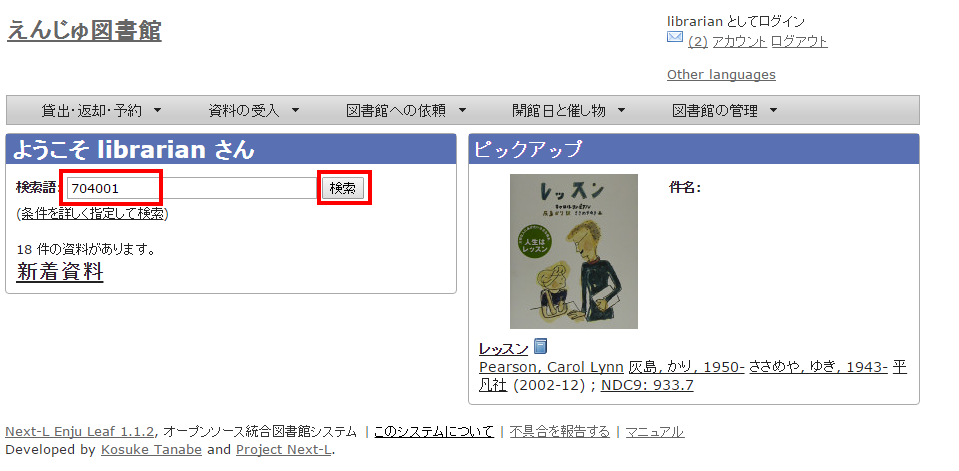 えんじゅ図書館
librarian としてログイン
(2) アカウント ログアウト
Other languages
貸出・返却・予約 資料の受入 図書館への依頼 開館日と催し物 図書館の管理
ようこそ librarian さん
検索語: 704001 検索
(条件を詳しく指定して検索)
18 件の資料があります。
新着資料
ピックアップ
レッスン
人生は
レッスン
件名:
レッスン
Pearson, Carol Lynn 灰島, かり, 1950- ささめや, ゆき, 1943- 平
凡社 (2002-12) ; NDC9: 933.7
Next-L Enju Leaf 1.1.2, オープンソース統合図書館システム | このシステムについて | 不具合を報告する | マニュアル
Developed by Kosuke Tanabe and Project Next-L.